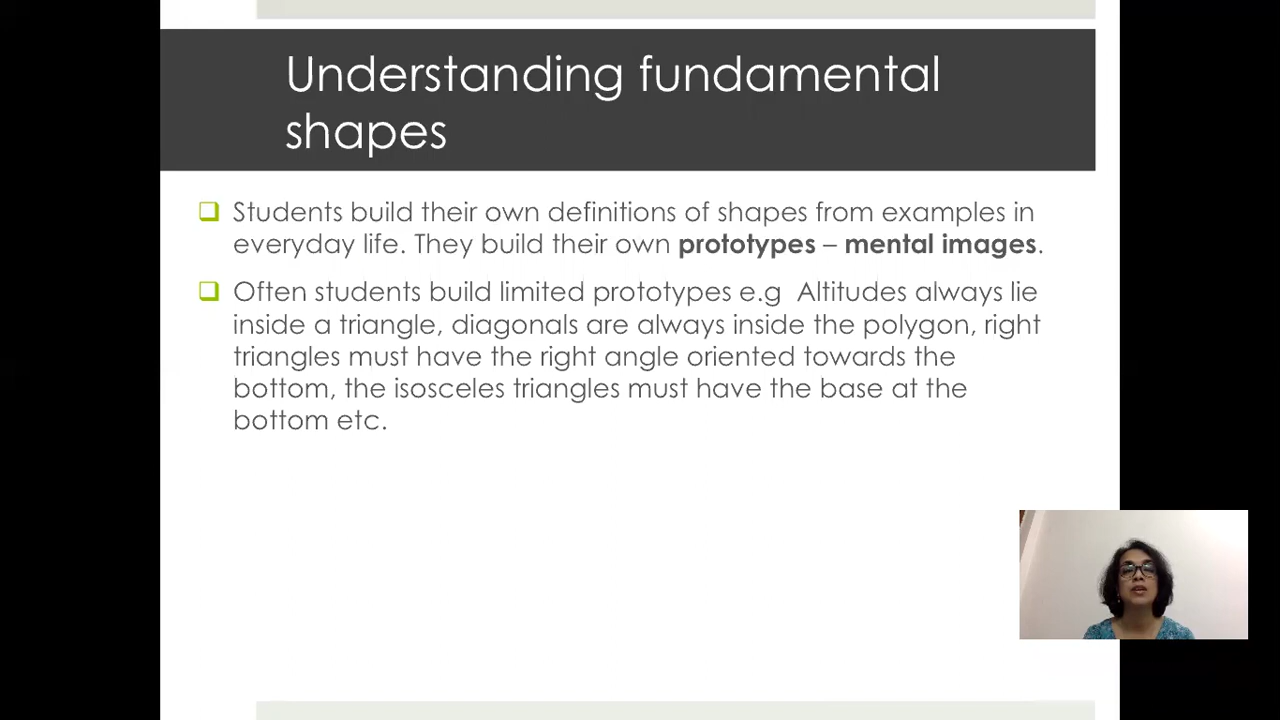 Understanding fundamental
shapes
Students build their own definitions of shapes from examples in
everyday life. They build their own prototypes – mental images.
Often students build limited prototypes e.g  Altitudes always lie
inside a triangle, diagonals are always inside the polygon, right
triangles must have the right angle oriented towards the
bottom, the isosceles triangles must have the base at the
bottom etc.